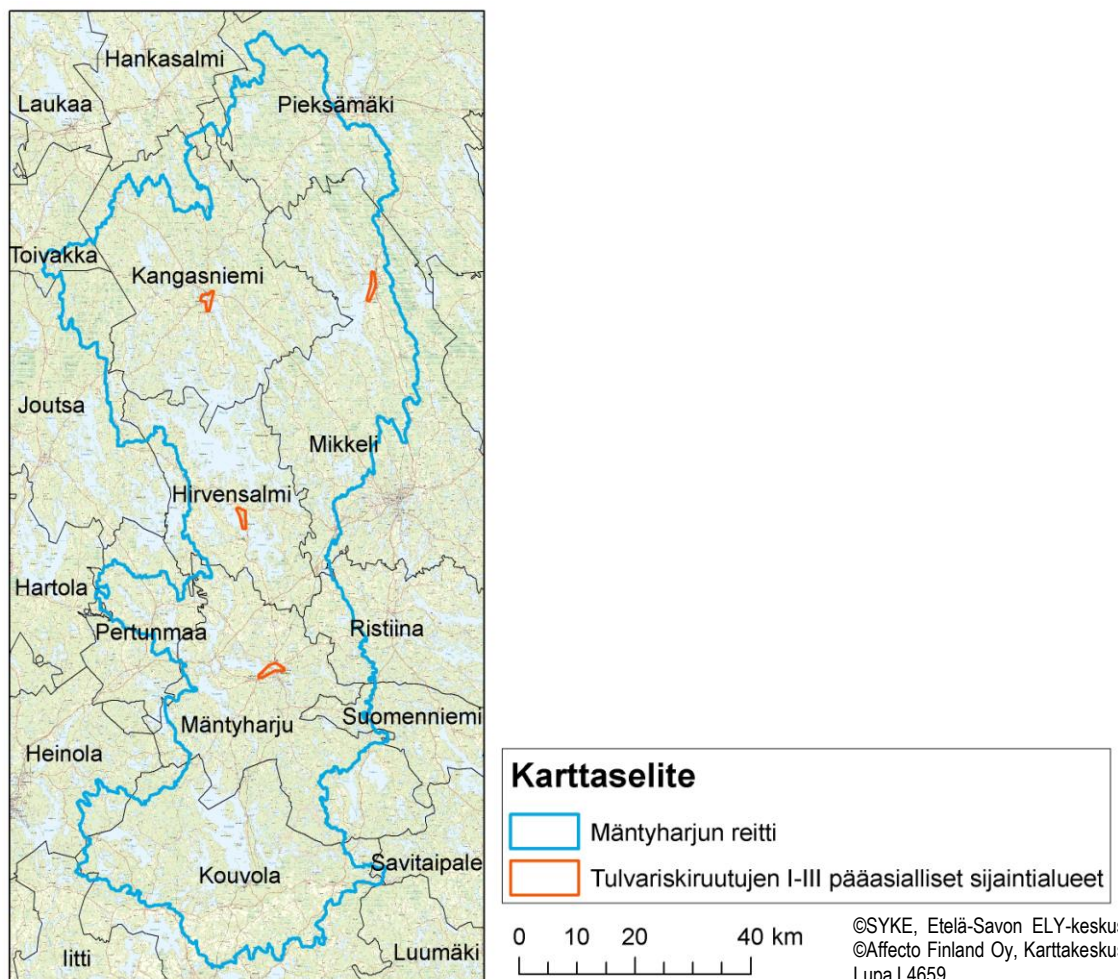 Hankasalmi
Laukaa
Pieksämäki
Toivakka
Kangasniemi
Joutsa
Mikkeli
Hirvensalmi
Hartola
Pertunmaa
Ristiina
Mäntyharju
Suomenniemi
Heinola
Kouvola
Savitaipale
Iitti
Luumäki
Karttaselite
Mäntyharjun reitti
Tulvariskiruutujen I-III pääasialliset sijaintialueet
0 10 20 40 km
©SYKE, Etelä-Savon ELY-keskus
©Affecto Finland Oy, Karttakeskus
Lupa L4659